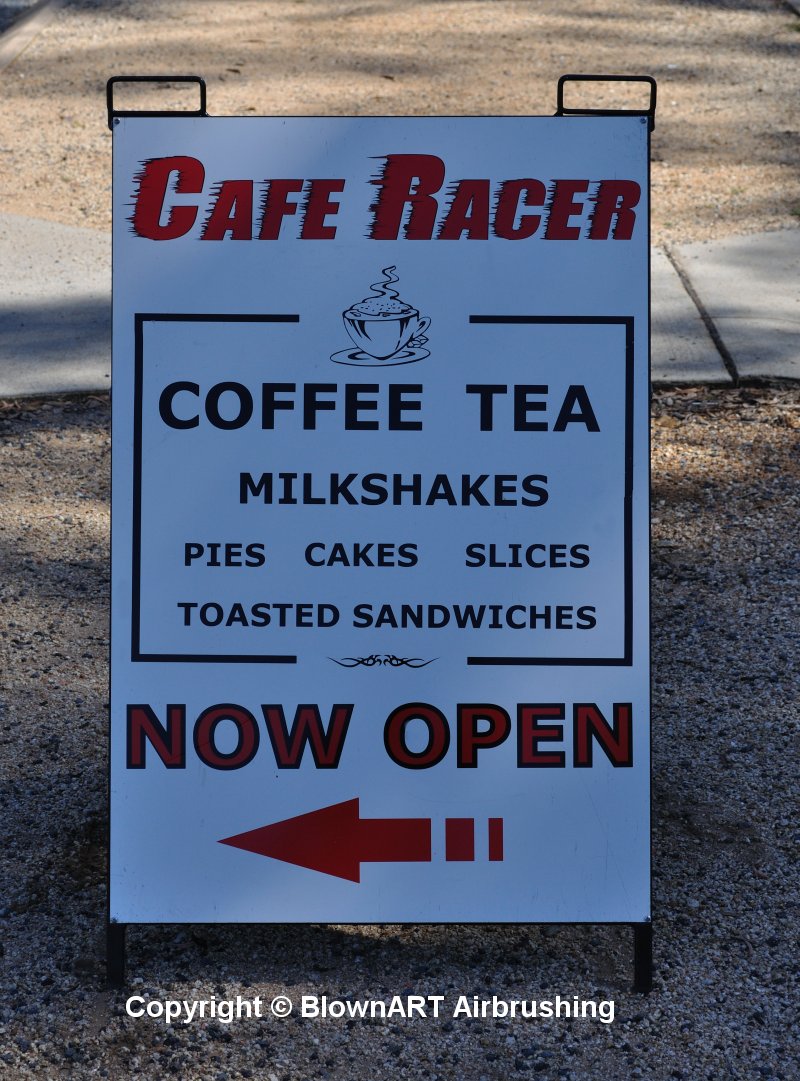 CAFE RACER
COFFEE TEA
MILKSHAKES
PIES CAKES SLICES
TOASTED SANDWICHES
NOW OPEN
Copyright © BlownART Airbrushing